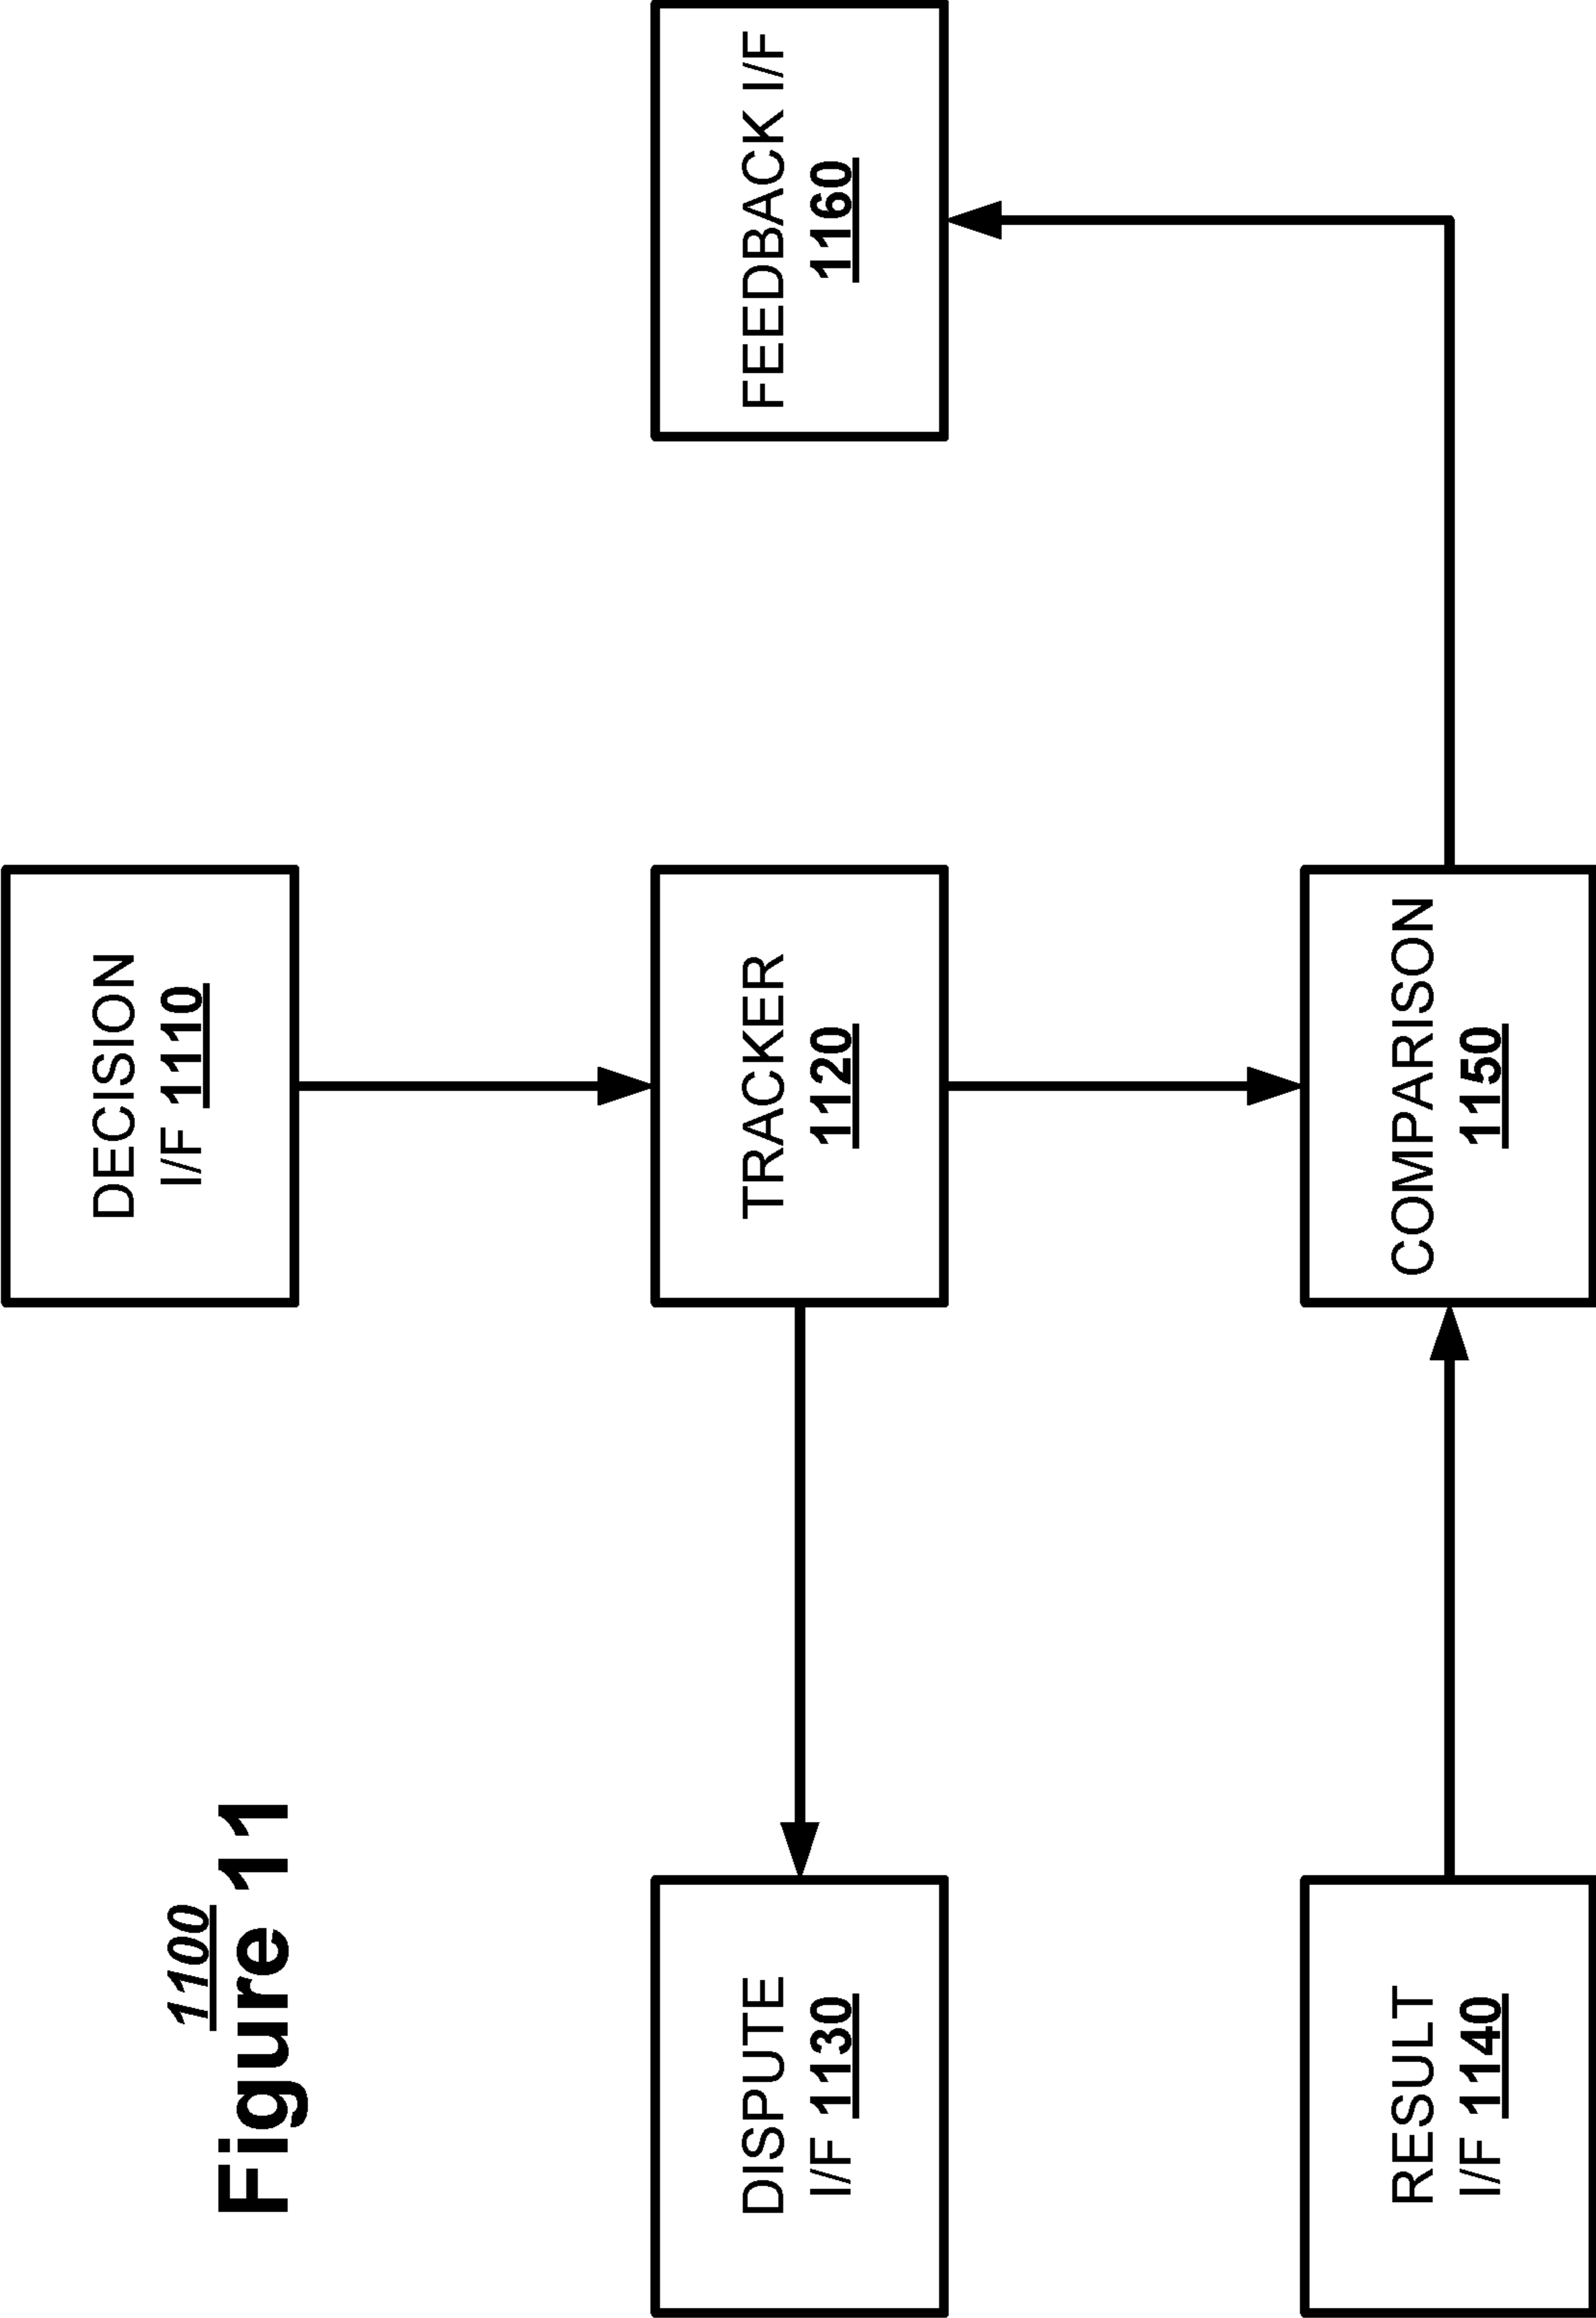 1100
Figure 11
DECISION
I/F 1110
DISPUTE
I/F 1130
TRACKER
1120
FEEDBACK I/F
1160
RESULT
I/F 1140
COMPARISON
1150